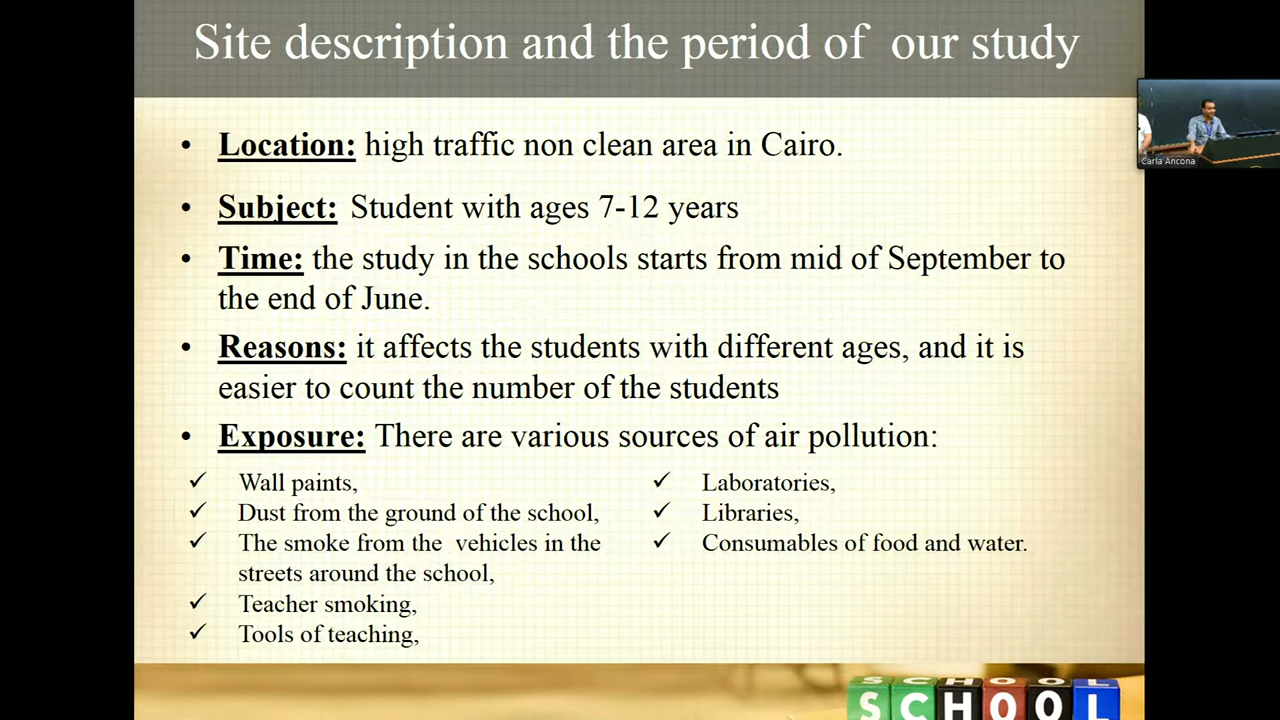 Site description and the period of our study
• Location: high traffic non clean area in Cairo.
• Subject: Student with ages 7-12 years
• Time: the study in the schools starts from mid of September to
the end of June.
• Reasons: it affects the students with different ages, and it is
easier to count the number of the students
• Exposure: There are various sources of air pollution:
✓ Wall paints,
✓ Dust from the ground of the school,
✓ The smoke from the vehicles in the
streets around the school,
✓ Teacher smoking,
✓ Tools of teaching,
✓ Laboratories,
✓ Libraries,
✓ Consumables of food and water.
Carla Ancona
SCHOOL
SCHOOL